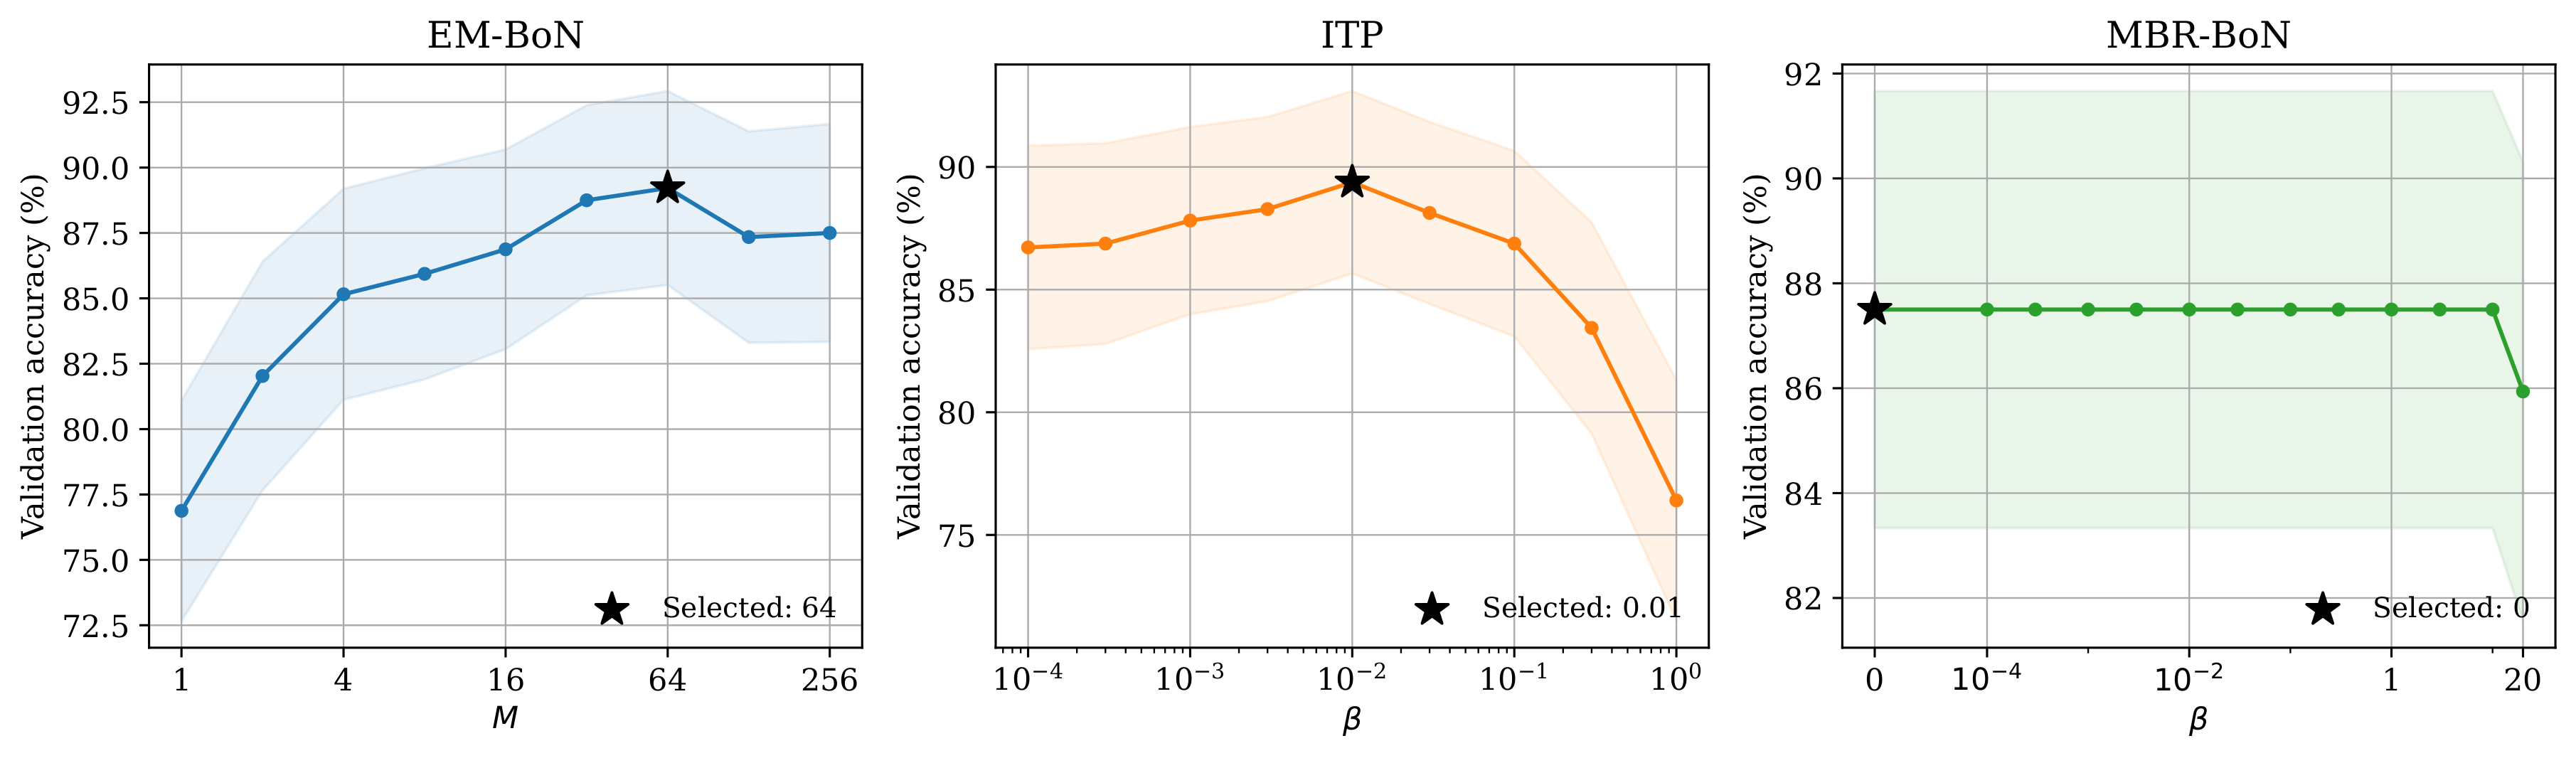 EM-BoN
Validation accuracy (%)
92.5
90.0
87.5
85.0
82.5
80.0
77.5
75.0
72.5
Selected: 64
1 4 16 64 256
M
ITP
Validation accuracy (%)
90
85
80
75
Selected: 0.01
10⁻⁴ 10⁻³ 10⁻² 10⁻¹ 10⁰
β
MBR-BoN
Validation accuracy (%)
92
90
88
86
84
82
Selected: 0
0 10⁻⁴ 10⁻² 1 20
β